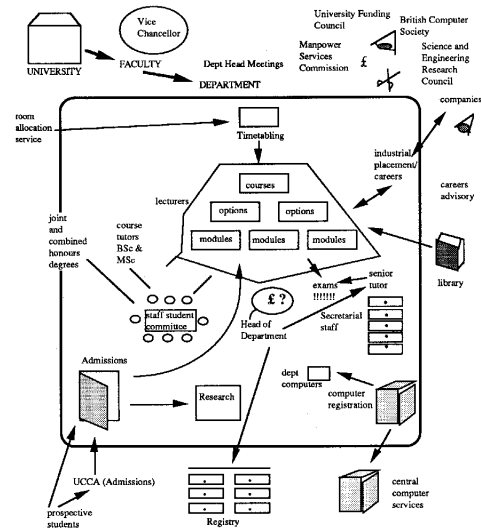 Vice
Chancellor
UNIVERSITY
FACULTY
Dept Head Meetings
DEPARTMENT
University Funding
Council
British Computer
Society
Manpower
Services
Commission
£
Science and
Engineering
Research
Council
companies
room
allocation
service
Timetabling
industrial
placement/
careers
careers
advisory
lecturers
courses
options
options
modules
modules
modules
joint
and
combined
honours
degrees
course
tutors
BSc &
MSc
library
exams
!!!!!!!
senior
tutor
£ ?
staff student
committee
Head of
Department
Secretarial
staff
Admissions
Research
dept
computers
computer
registration
UCCA (Admissions)
prospective
students
Registry
central
computer
services